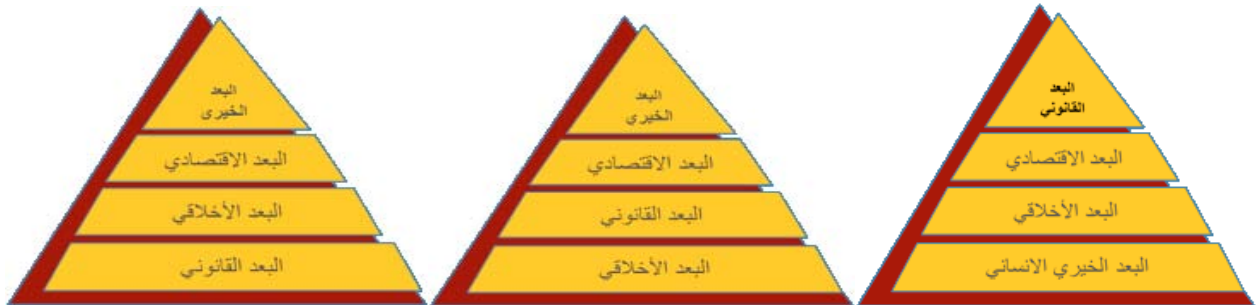 البعد
القانوني
البعد الاقتصادي
البعد الأخلاقي
البعد الخيري الانساني
البعد
الخيري
البعد الاقتصادي
البعد القانوني
البعد الأخلاقي
البعد
الخيرى
البعد الاقتصادي
البعد الأخلاقي
البعد القانوني